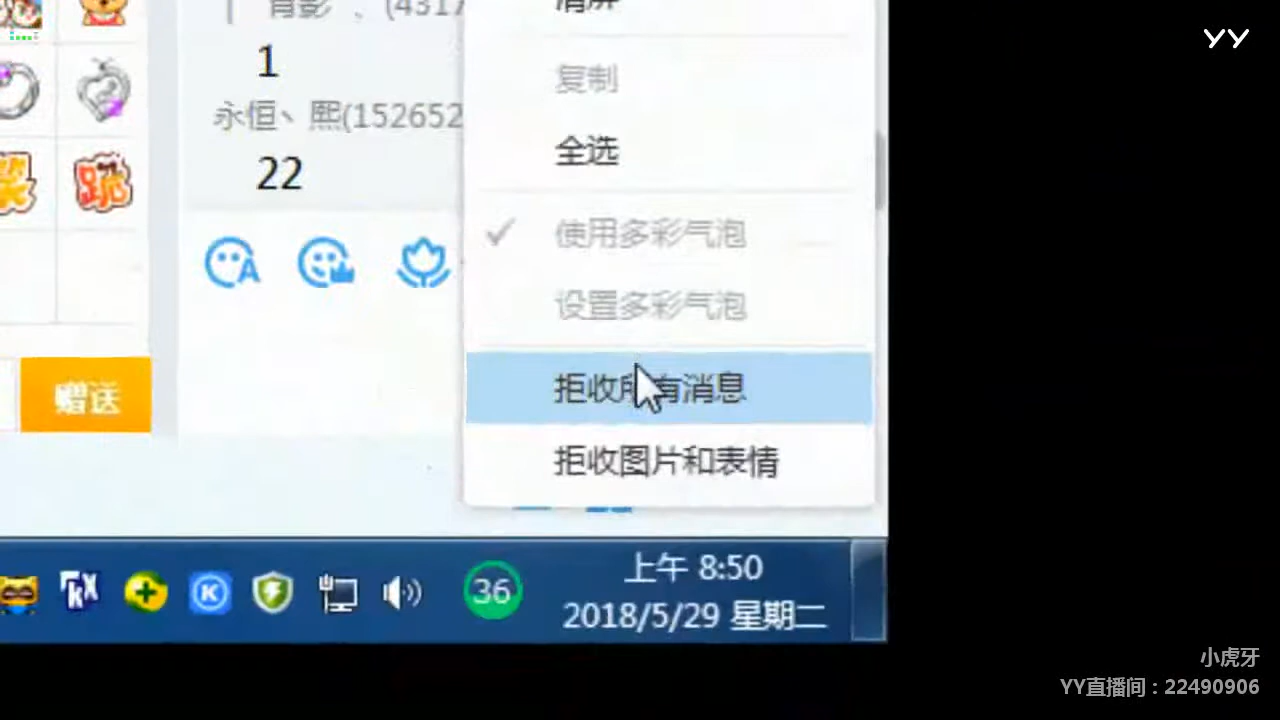 清屏
1
复制
永恒丶熙(152652
全选
22
使用多彩气泡
设置多彩气泡
拒收所有消息
赠送
拒收图片和表情
上午 8:50
36
2018/5/29 星期二
YY
小虎牙
YY直播间：22490906
跳
K